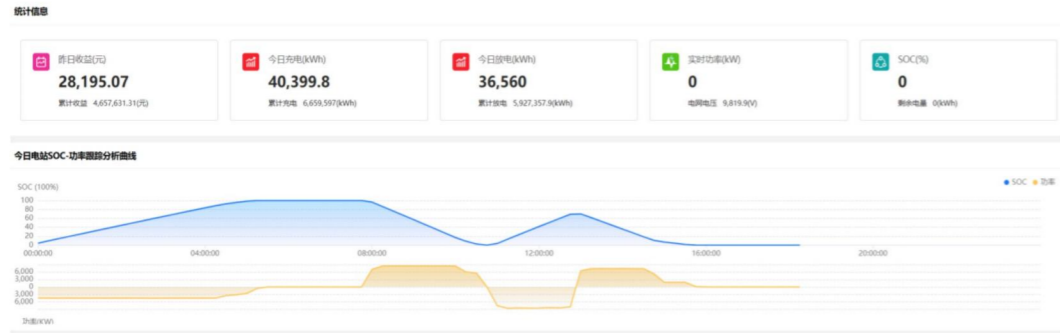 统计信息
昨日收益(元)
28,195.07
累计收益 4,657,631.31(元)
今日充电(kWh)
40,399.8
累计充电 6,659,597(kWh)
今日放电(kWh)
36,560
累计放电 5,927,357.9(kWh)
实时功率(kW)
0
电网电压 9,819.9(V)
SOC(%)
0
剩余电量 0(kWh)
今日电站SOC-功率跟踪分析曲线
SOC 功率
SOC (100%)
100
80
60
40
20
0
00:00:00 04:00:00 08:00:00 12:00:00 16:00:00 20:00:00
6,000
3,000
0
3,000
6,000
功率(KW)